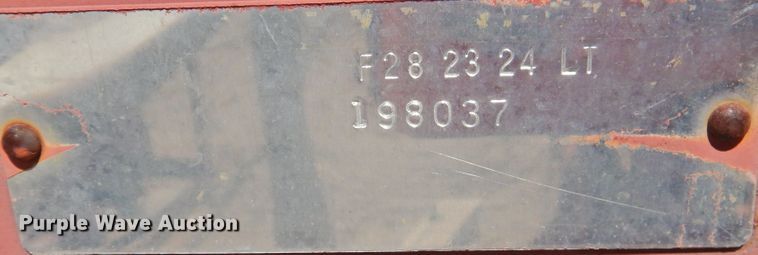 F28 23 24 LT
198037
Purple Wave Auction